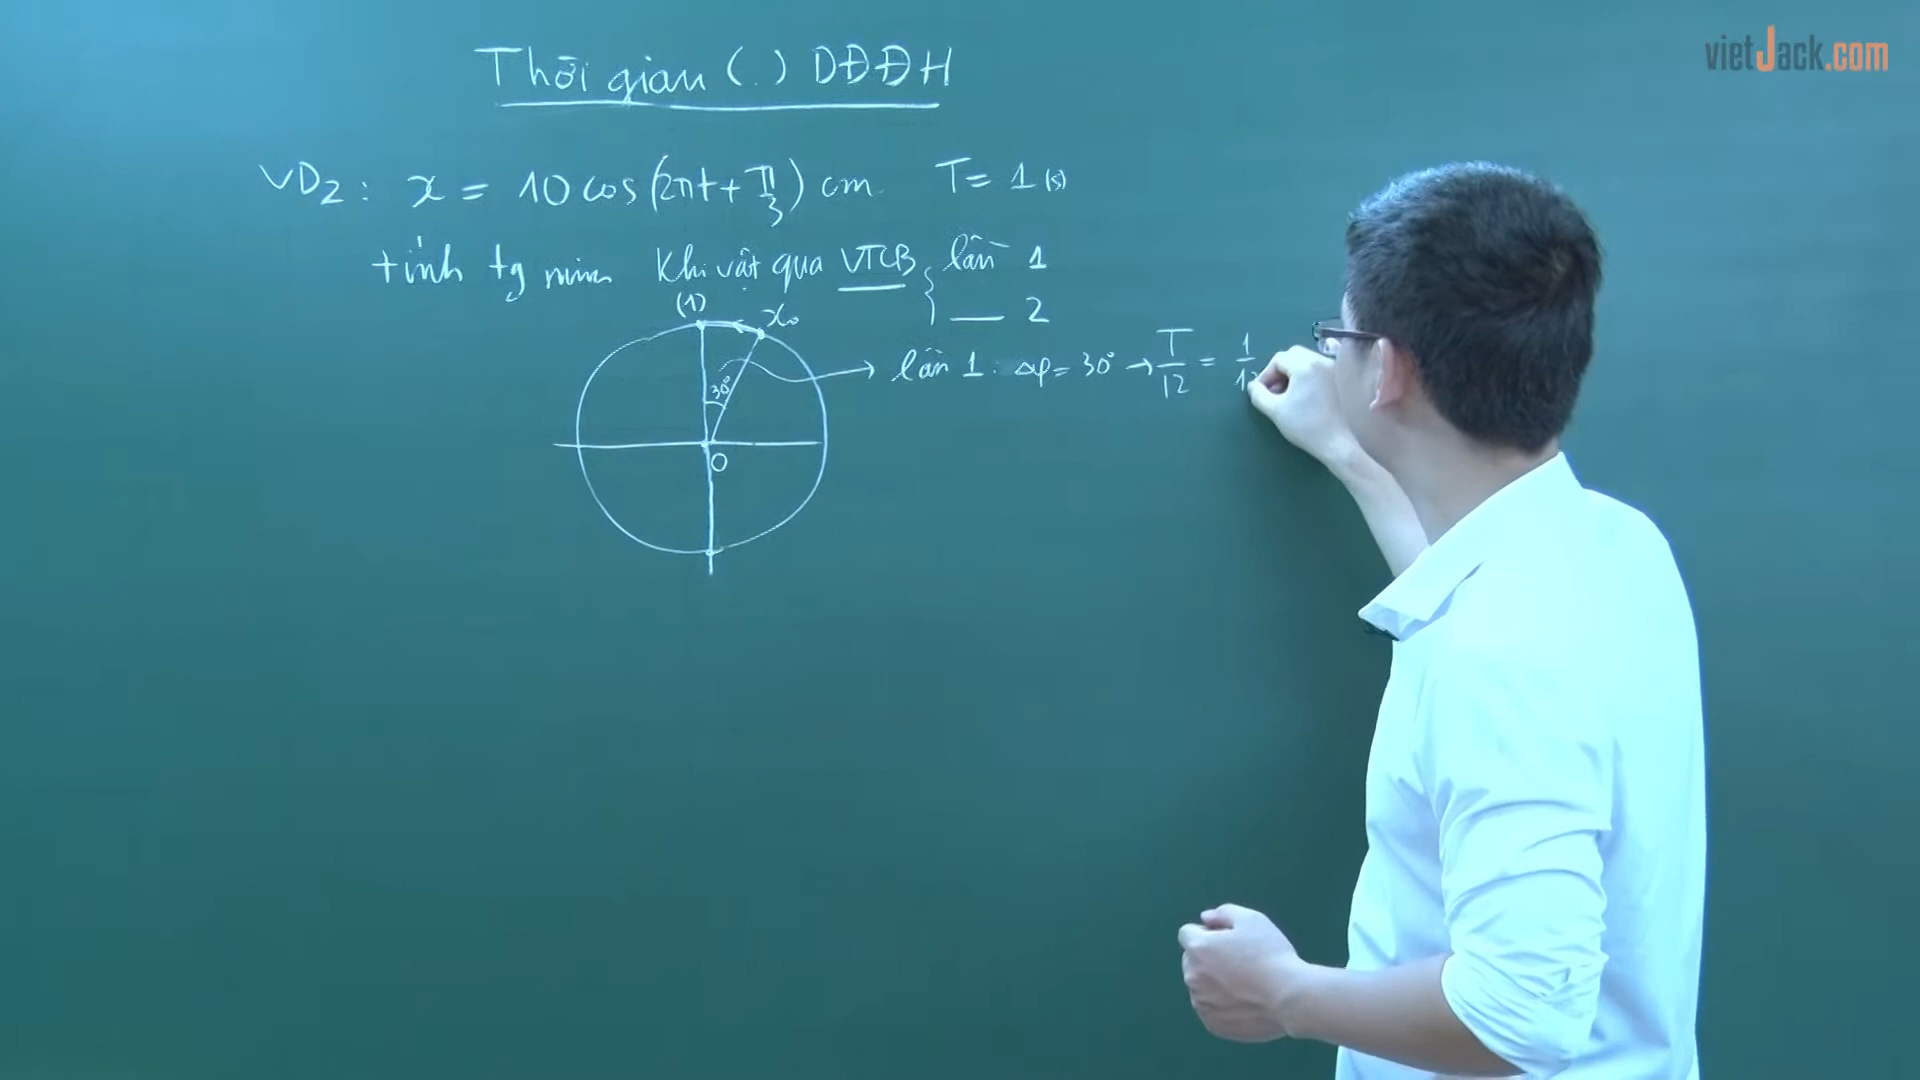 vietJack.com
Thời gian (.) DĐĐH
VD2: x = 10 cos(2πt + π/3) cm T = 1 (s)
tính tg min khi vật qua VTCB { lần 1
— 2
(1) x₀
lần 1: Δφ = 30° → T/12 = 1/12
30°
O